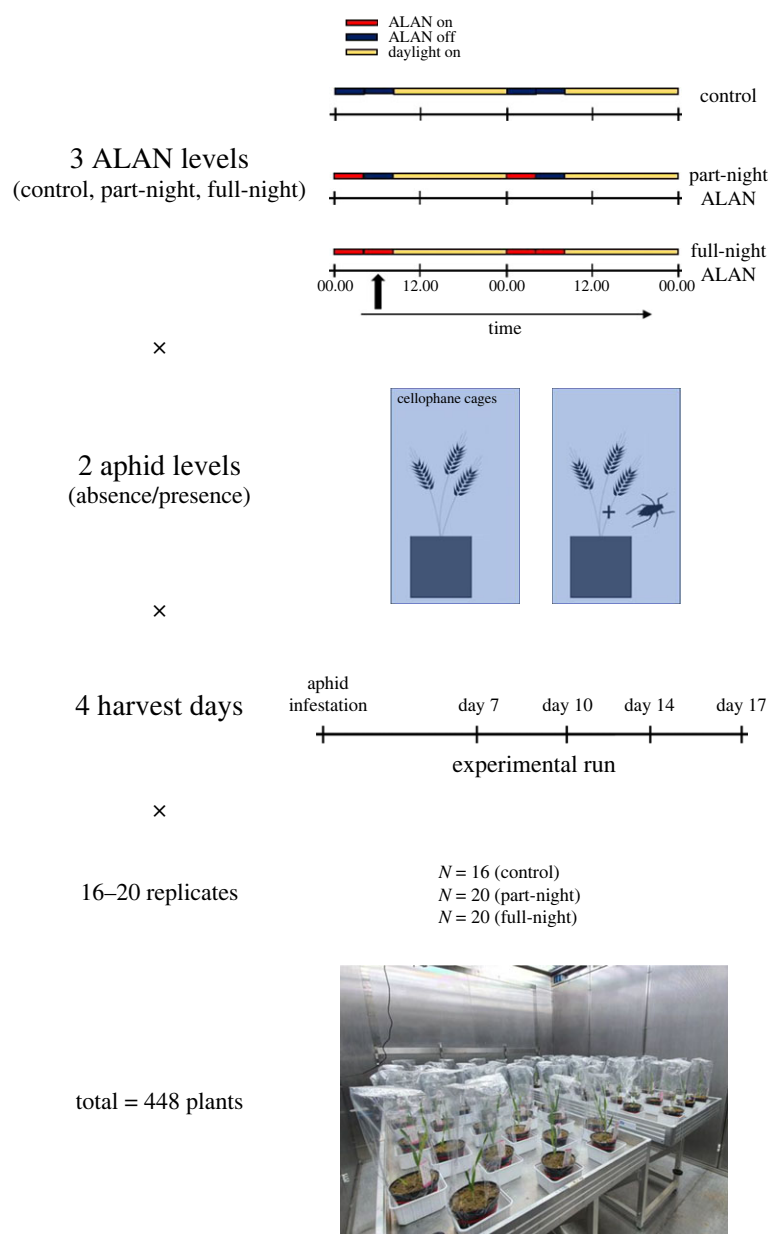 ALAN on
ALAN off
daylight on
control
3 ALAN levels
(control, part-night, full-night)
part-night
ALAN
full-night
ALAN
00.00 12.00 00.00 12.00 00.00
time
×
cellophane cages
2 aphid levels
(absence/presence)
+
×
4 harvest days
aphid
infestation
day 7 day 10 day 14 day 17
experimental run
×
16–20 replicates
N = 16 (control)
N = 20 (part-night)
N = 20 (full-night)
total = 448 plants